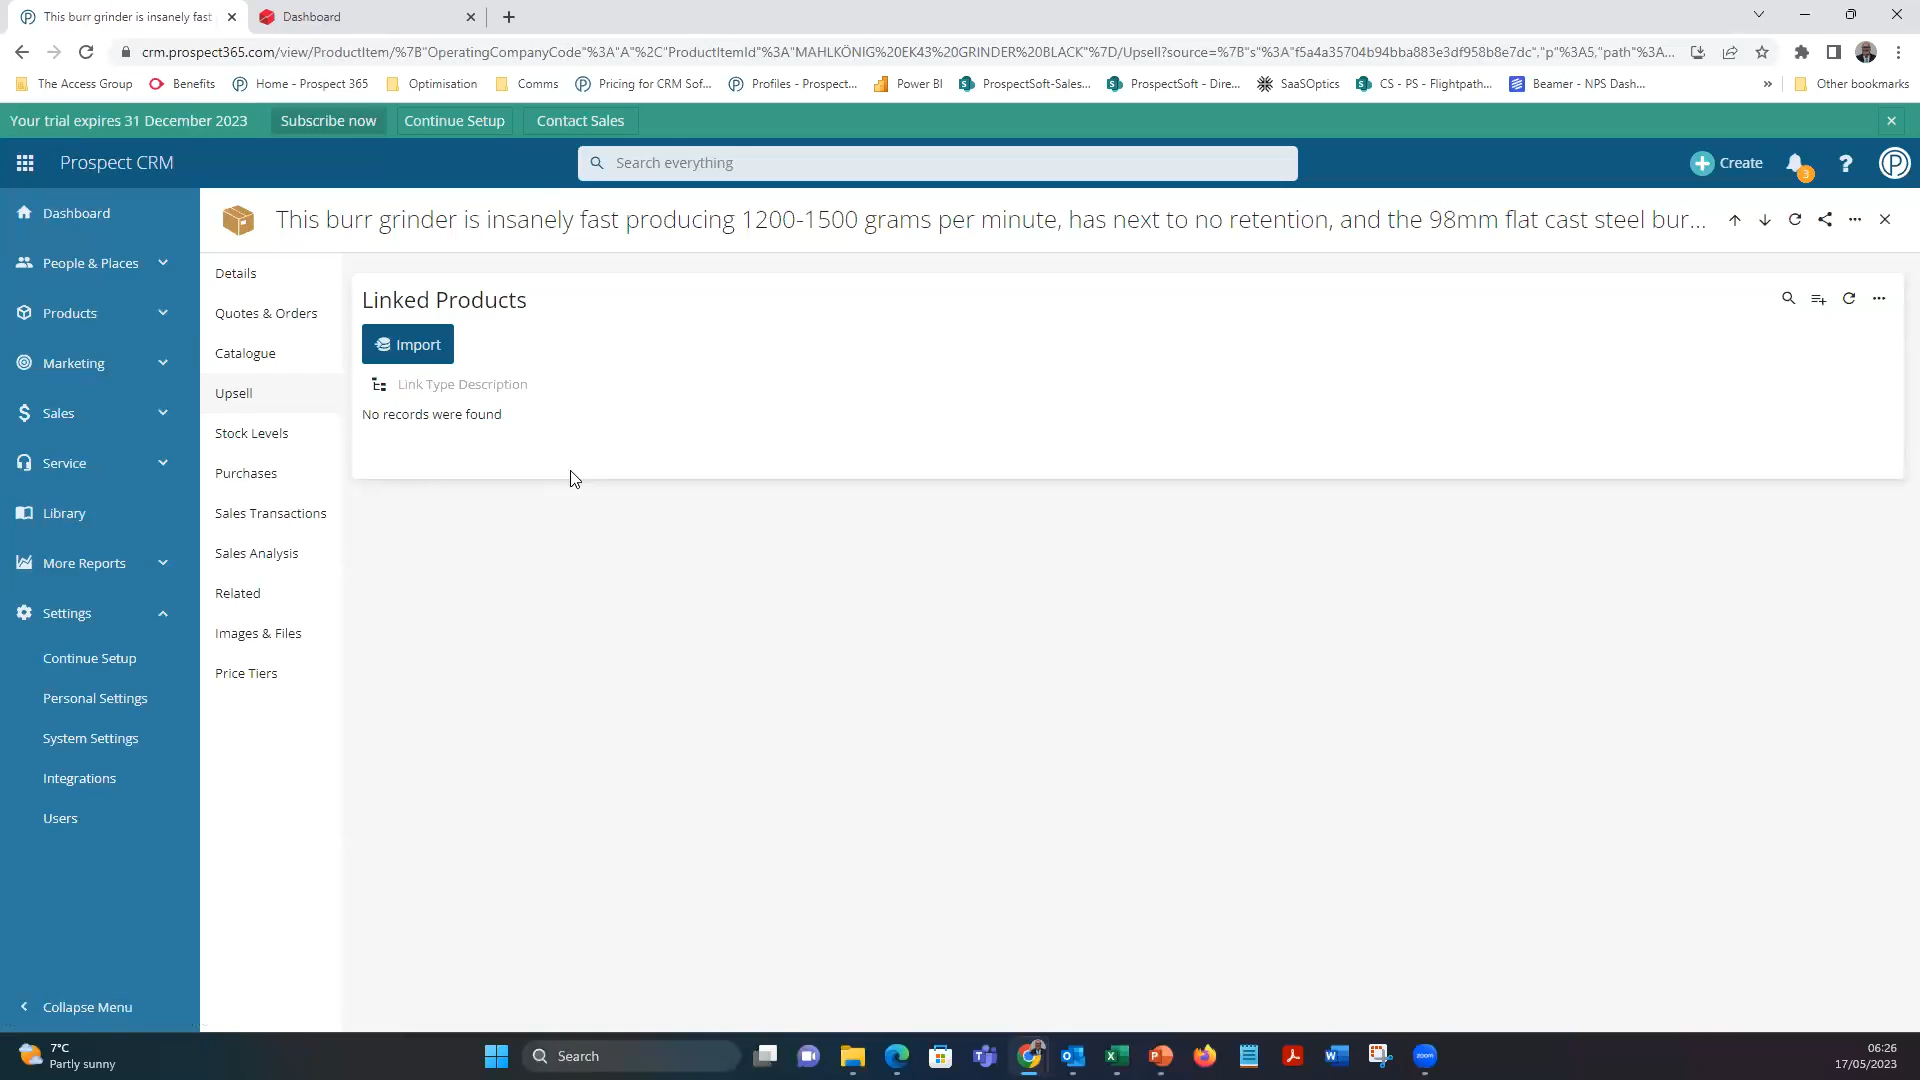 This burr grinder is insanely fast
Dashboard
crm.prospect365.com/view/ProductItem/%7B"OperatingCompanyCode"%3A"A"%2C"ProductItemId"%3A"MAHLKÖNIG%20EK43%20GRINDER%20BLACK"%7D/Upsell?source=%7B"s"%3A"f5a4a35704b94bba883e3df958b8e7dc","p"%3A5,"path"%3A...
The Access Group
Benefits
Home - Prospect 365
Optimisation
Comms
Pricing for CRM Sof...
Profiles - Prospect...
Power BI
ProspectSoft-Sales...
ProspectSoft - Dire...
SaaSOptics
CS - PS - Flightpath...
Beamer - NPS Dash...
»
Other bookmarks
Your trial expires 31 December 2023
Subscribe now
Continue Setup
Contact Sales
Prospect CRM
Search everything
Create
3
Dashboard
People & Places
Products
Marketing
Sales
Service
Library
More Reports
Settings
Continue Setup
Personal Settings
System Settings
Integrations
Users
Collapse Menu
This burr grinder is insanely fast producing 1200-1500 grams per minute, has next to no retention, and the 98mm flat cast steel bur...
Details
Quotes & Orders
Catalogue
Upsell
Stock Levels
Purchases
Sales Transactions
Sales Analysis
Related
Images & Files
Price Tiers
Linked Products
Import
Link Type Description
No records were found
7°C
Partly sunny
Search
zoom
06:26
17/05/2023